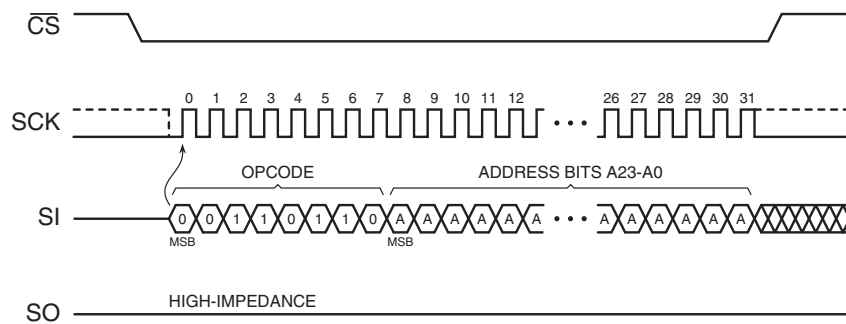 CS
0 1 2 3 4 5 6 7 8 9 10 11 12 26 27 28 29 30 31
SCK
OPCODE ADDRESS BITS A23-A0
SI 0 0 1 1 0 1 1 0 A A A A A A A A A A A A
MSB MSB
HIGH-IMPEDANCE
SO